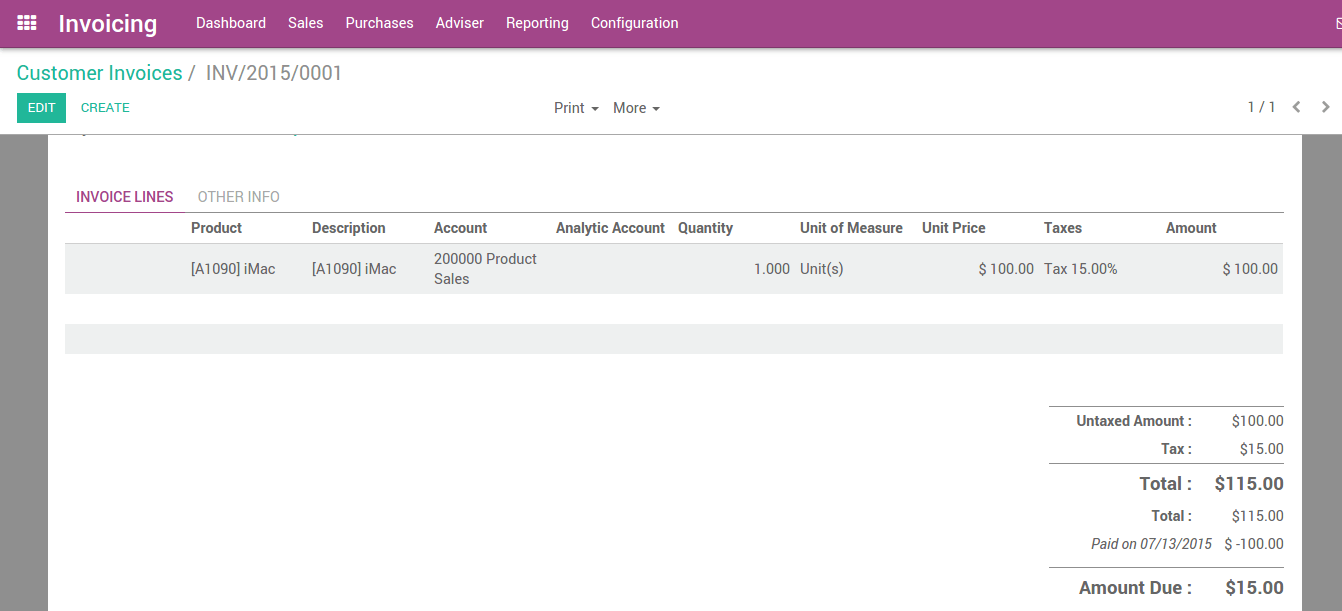 Invoicing Dashboard Sales Purchases Adviser Reporting Configuration
Customer Invoices / INV/2015/0001
EDIT CREATE Print More 1 / 1
INVOICE LINES OTHER INFO
Product Description Account Analytic Account Quantity Unit of Measure Unit Price Taxes Amount
[A1090] iMac [A1090] iMac 200000 Product Sales 1.000 Unit(s) $ 100.00 Tax 15.00% $ 100.00
Untaxed Amount : $100.00
Tax : $15.00
Total : $115.00
Total : $115.00
Paid on 07/13/2015 $ -100.00
Amount Due : $15.00